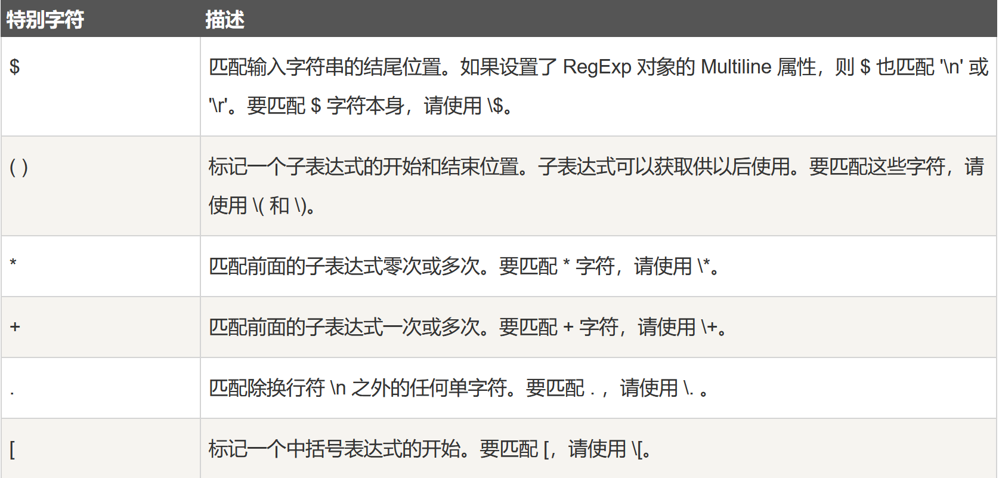 特别字符 描述
$ 匹配输入字符串的结尾位置。如果设置了 RegExp 对象的 Multiline 属性，则 $ 也匹配 '\n' 或
'\r'。要匹配 $ 字符本身，请使用 \$。
( ) 标记一个子表达式的开始和结束位置。子表达式可以获取供以后使用。要匹配这些字符，请
使用 \( 和 \)。
* 匹配前面的子表达式零次或多次。要匹配 * 字符，请使用 \*。
+ 匹配前面的子表达式一次或多次。要匹配 + 字符，请使用 \+。
. 匹配除换行符 \n 之外的任何单字符。要匹配 . ，请使用 \. 。
[ 标记一个中括号表达式的开始。要匹配 [，请使用 \[。